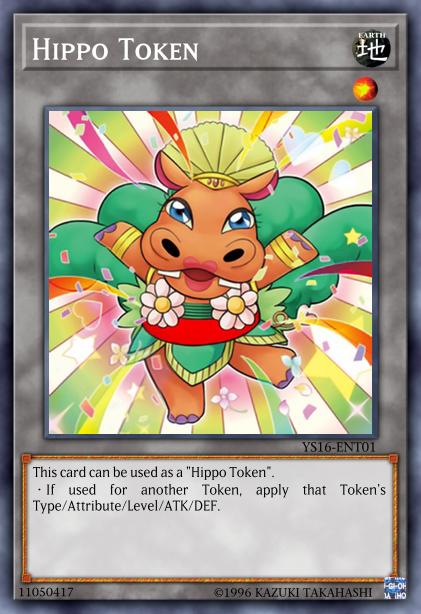 Hippo Token
EARTH
地
YS16-ENT01
This card can be used as a "Hippo Token".
· If used for another Token, apply that Token's
Type/Attribute/Level/ATK/DEF.
11050417
©1996 KAZUKI TAKAHASHI